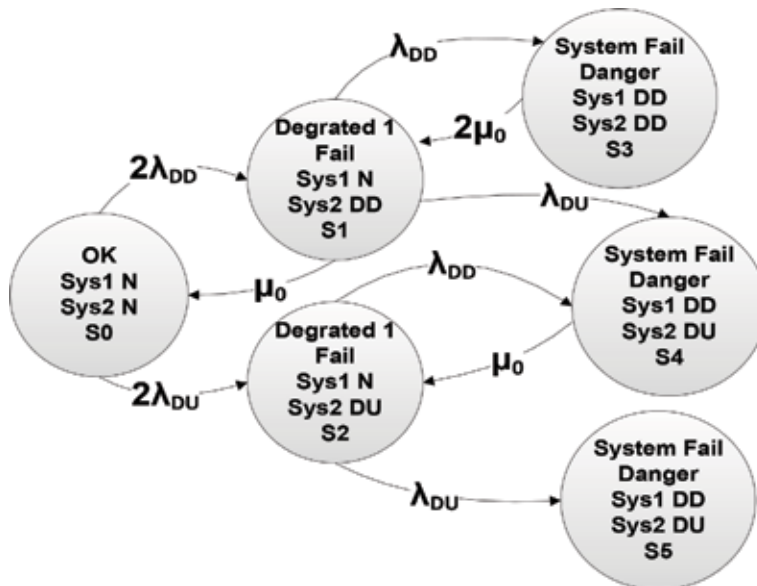 λDD
System Fail
Danger
Sys1 DD
Sys2 DD
S3
2μ0
Degrated 1
Fail
Sys1 N
Sys2 DD
S1
2λDD
λDU
OK
Sys1 N
Sys2 N
S0
μ0
λDD
System Fail
Danger
Sys1 DD
Sys2 DU
S4
Degrated 1
Fail
Sys1 N
Sys2 DU
S2
μ0
2λDU
λDU
System Fail
Danger
Sys1 DD
Sys2 DU
S5